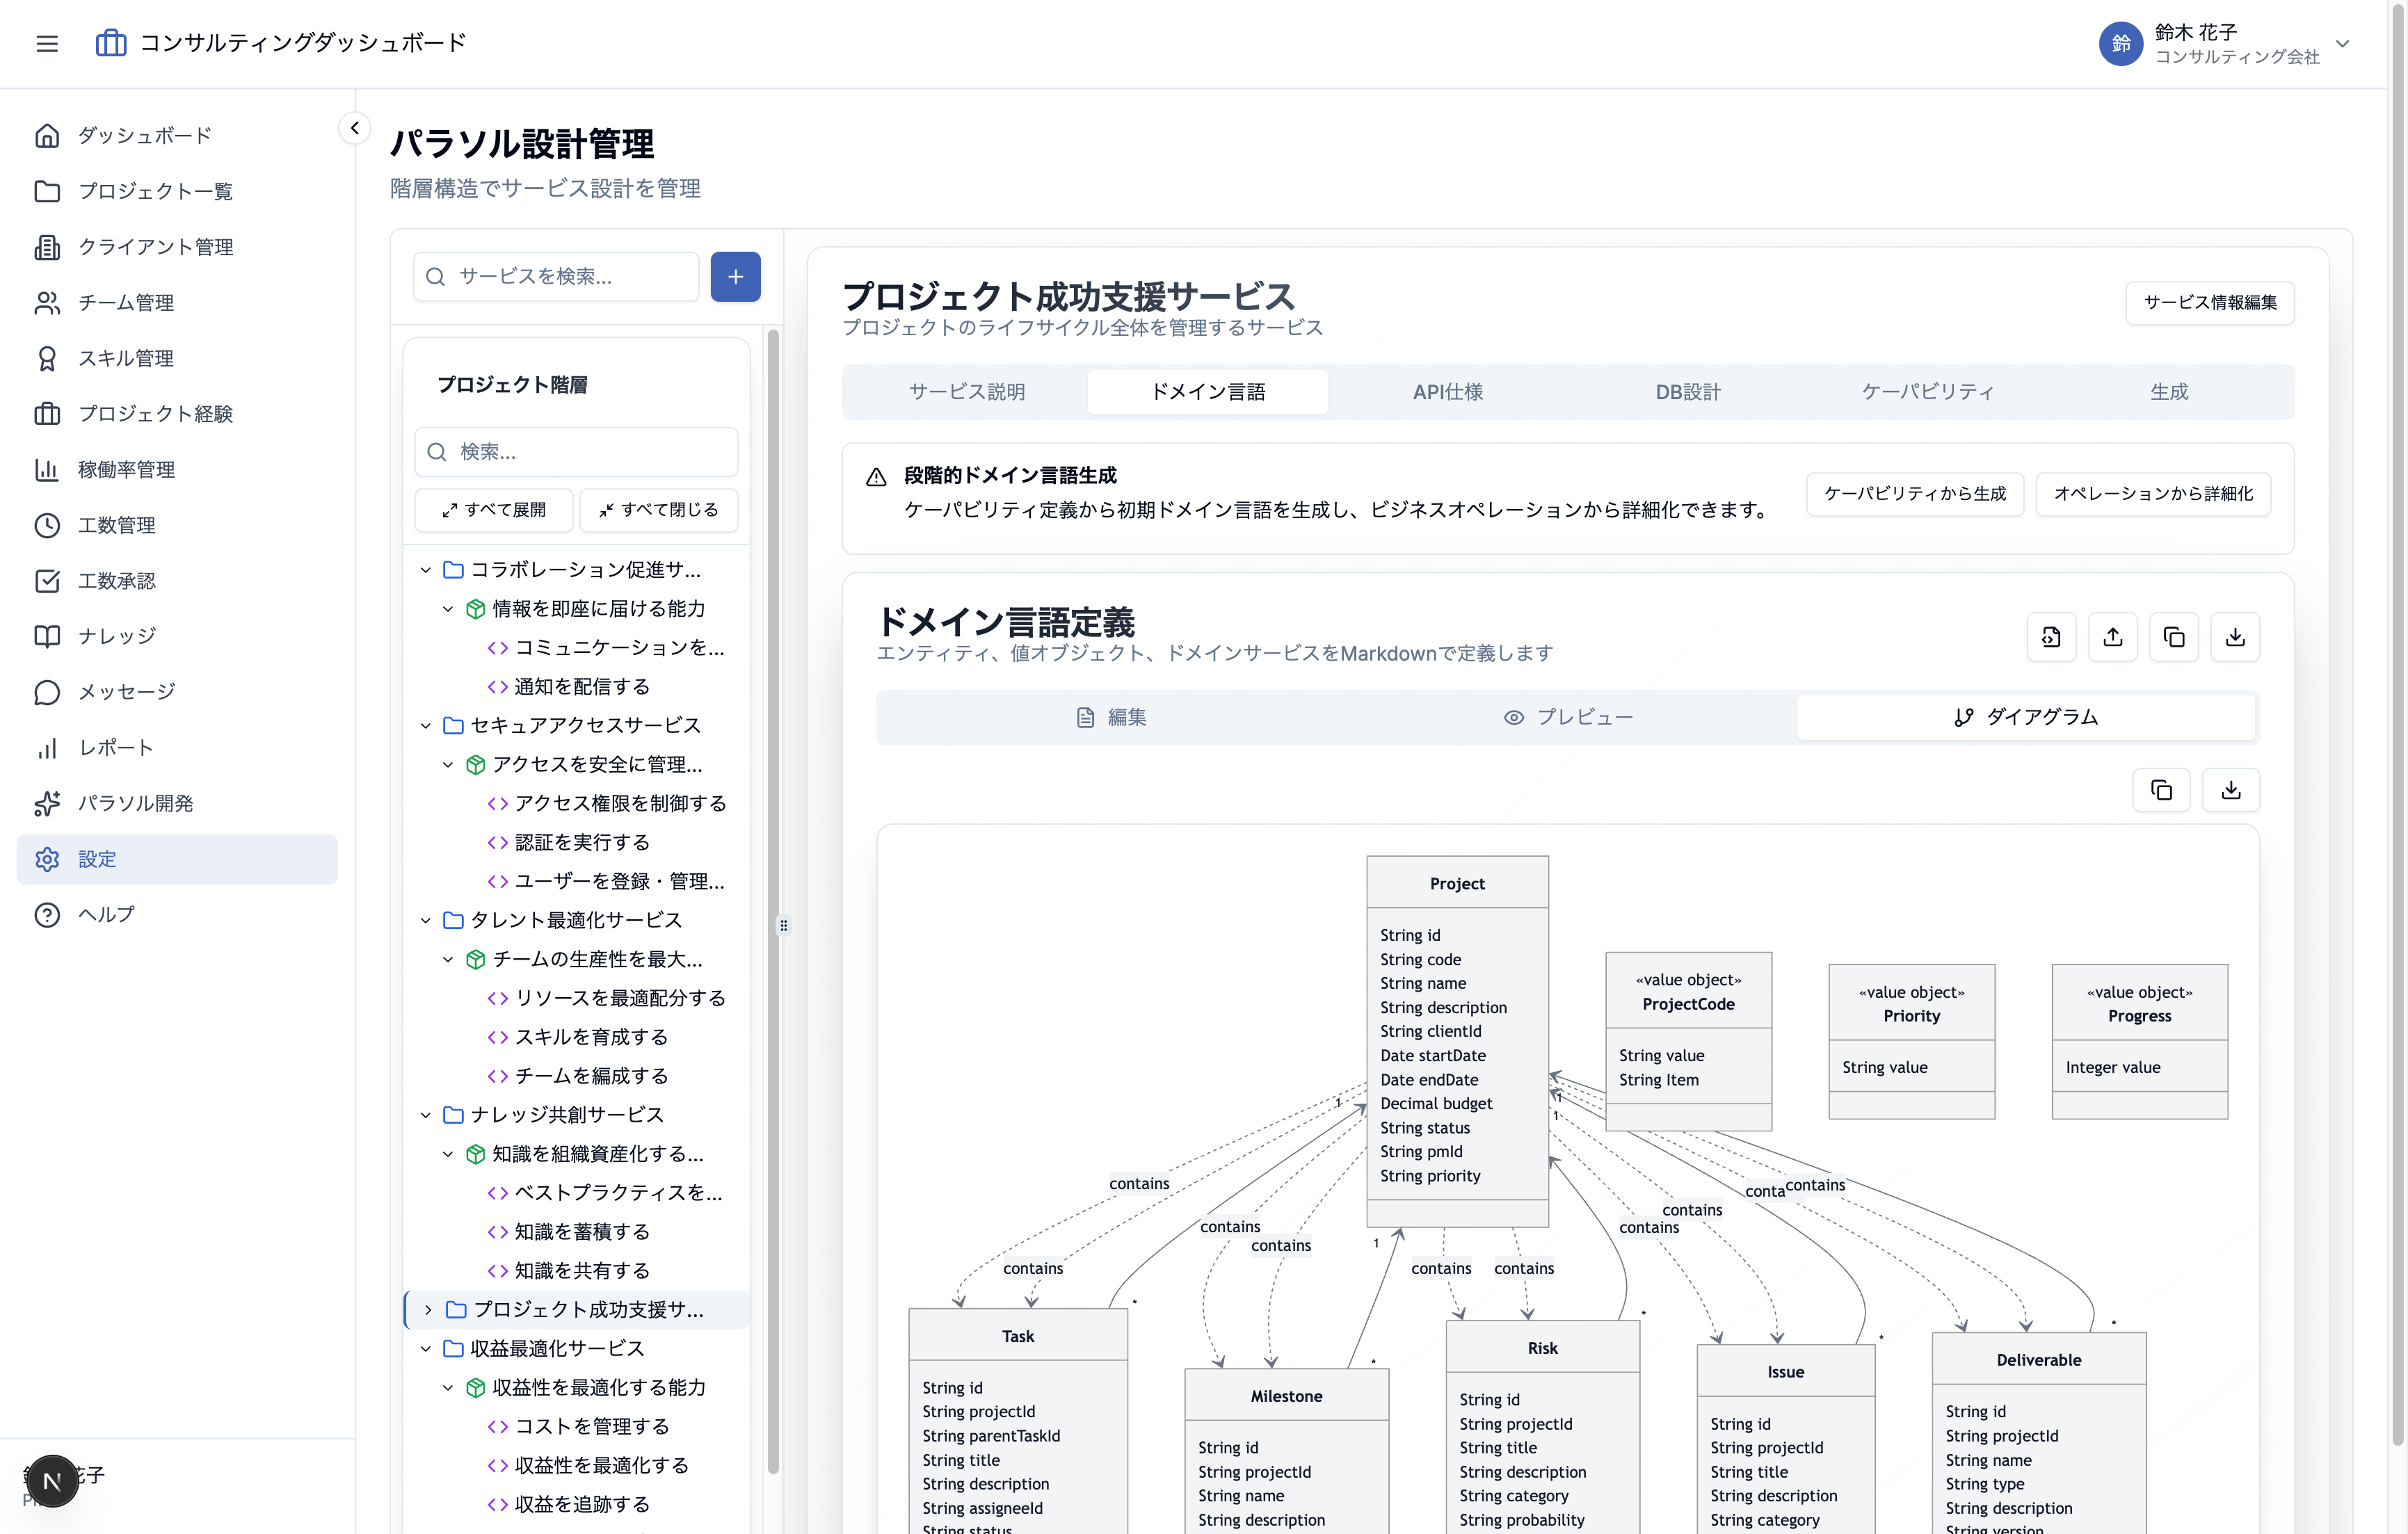 コンサルティングダッシュボード
鈴
鈴木 花子
コンサルティング会社
ダッシュボード
プロジェクト一覧
クライアント管理
チーム管理
スキル管理
プロジェクト経験
稼働率管理
工数管理
工数承認
ナレッジ
メッセージ
レポート
パラソル開発
設定
ヘルプ
花子
N
パラソル設計管理
階層構造でサービス設計を管理
サービスを検索...
プロジェクト階層
検索...
すべて展開
すべて閉じる
コラボレーション促進サ...
情報を即座に届ける能力
コミュニケーションを...
通知を配信する
セキュアアクセスサービス
アクセスを安全に管理...
アクセス権限を制御する
認証を実行する
ユーザーを登録・管理...
タレント最適化サービス
チームの生産性を最大...
リソースを最適配分する
スキルを育成する
チームを編成する
ナレッジ共創サービス
知識を組織資産化する...
ベストプラクティスを...
知識を蓄積する
知識を共有する
プロジェクト成功支援サ...
収益最適化サービス
収益性を最適化する能力
コストを管理する
収益性を最適化する
収益を追跡する
プロジェクト成功支援サービス
プロジェクトのライフサイクル全体を管理するサービス
サービス情報編集
サービス説明
ドメイン言語
API仕様
DB設計
ケーパビリティ
生成
段階的ドメイン言語生成
ケーパビリティ定義から初期ドメイン言語を生成し、ビジネスオペレーションから詳細化できます。
ケーパビリティから生成
オペレーションから詳細化
ドメイン言語定義
エンティティ、値オブジェクト、ドメインサービスをMarkdownで定義します
編集
プレビュー
ダイアグラム
Project
String id
String code
String name
String description
String clientId
Date startDate
Date endDate
Decimal budget
String status
String pmId
String priority
«value object»
ProjectCode
String value
String Item
«value object»
Priority
String value
«value object»
Progress
Integer value
1
1
1
1
contains
contains
contains
contains
contains
contains
contains
contains
conta
contains
*
*
*
*
*
Task
String id
String projectId
String parentTaskId
String title
String description
String assigneeId
String status
Milestone
String id
String projectId
String name
String description
Risk
String id
String projectId
String title
String description
String category
String probability
Issue
String id
String projectId
String title
String description
String category
Deliverable
String id
String projectId
String name
String type
String description
String version